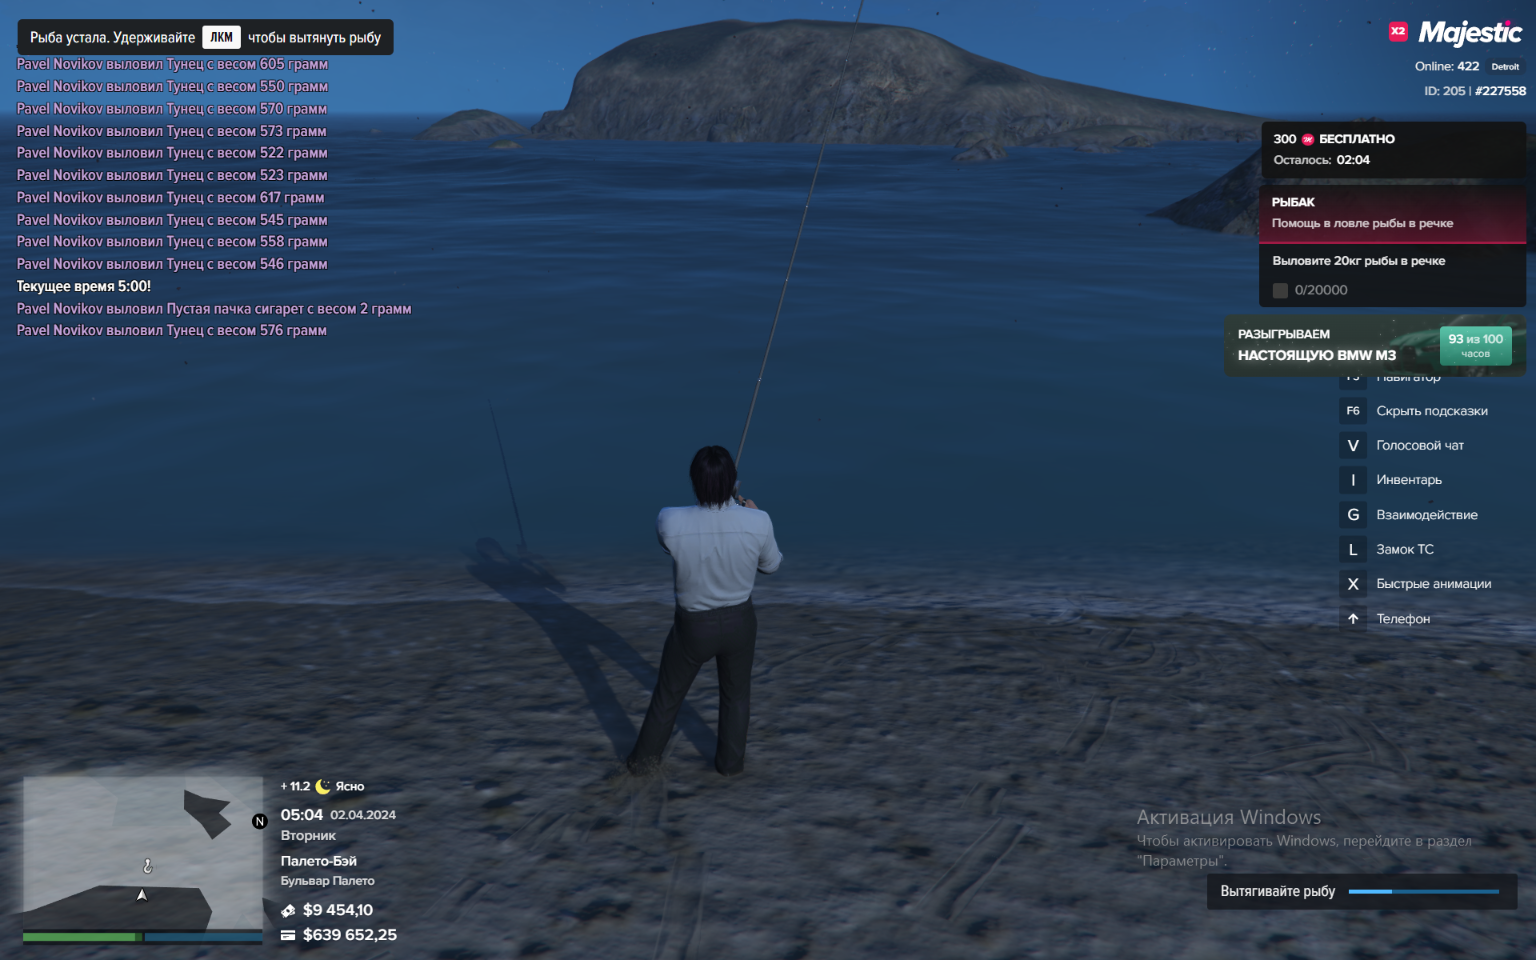 Рыба устала. Удерживайте ЛКМ чтобы вытянуть рыбу
Pavel Novikov выловил Тунец с весом 605 грамм
Pavel Novikov выловил Тунец с весом 550 грамм
Pavel Novikov выловил Тунец с весом 570 грамм
Pavel Novikov выловил Тунец с весом 573 грамм
Pavel Novikov выловил Тунец с весом 522 грамм
Pavel Novikov выловил Тунец с весом 523 грамм
Pavel Novikov выловил Тунец с весом 617 грамм
Pavel Novikov выловил Тунец с весом 545 грамм
Pavel Novikov выловил Тунец с весом 558 грамм
Pavel Novikov выловил Тунец с весом 546 грамм
Текущее время 5:00!
Pavel Novikov выловил Пустая пачка сигарет с весом 2 грамм
Pavel Novikov выловил Тунец с весом 576 грамм
X2 Majestic
Online: 422 Detroit
ID: 205 | #227558
300 БЕСПЛАТНО
Осталось: 02:04
РЫБАК
Помощь в ловле рыбы в речке
Выловите 20кг рыбы в речке
0/20000
РАЗЫГРЫВАЕМ
НАСТОЯЩУЮ BMW M3
93 из 100
часов
Навигатор
F6 Скрыть подсказки
V Голосовой чат
I Инвентарь
G Взаимодействие
L Замок ТС
X Быстрые анимации
↑ Телефон
N
+ 11.2 Ясно
05:04 02.04.2024
Вторник
Палето-Бэй
Бульвар Палето
$9 454,10
$639 652,25
Активация Windows
Чтобы активировать Windows, перейдите в раздел
"Параметры".
Вытягивайте рыбу